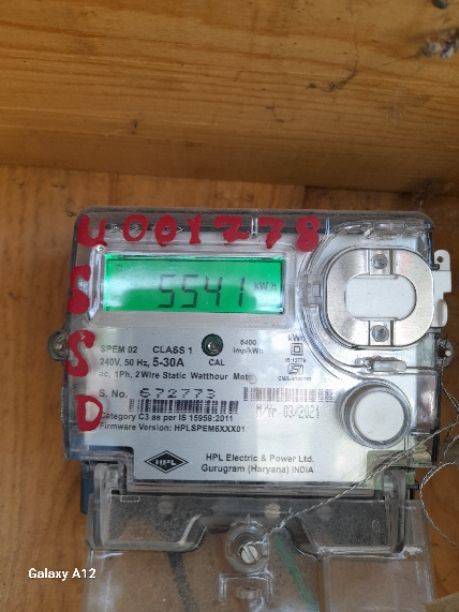 U001278
S
S
D
5541 kW.h
SPEM 02 CLASS 1
240V, 50 Hz, 5-30A
CAL
6400
imp/kWh
kWh
ac, 1Ph, 2Wire Static Watthour Mete
S. No. 672773
M/Yr 03/2021
Category C3 as per IS 15959:2011
Firmware Version: HPLSPEM6XXX01
HPL
HPL Electric & Power Ltd.
Gurugram (Haryana) INDIA
Galaxy A12